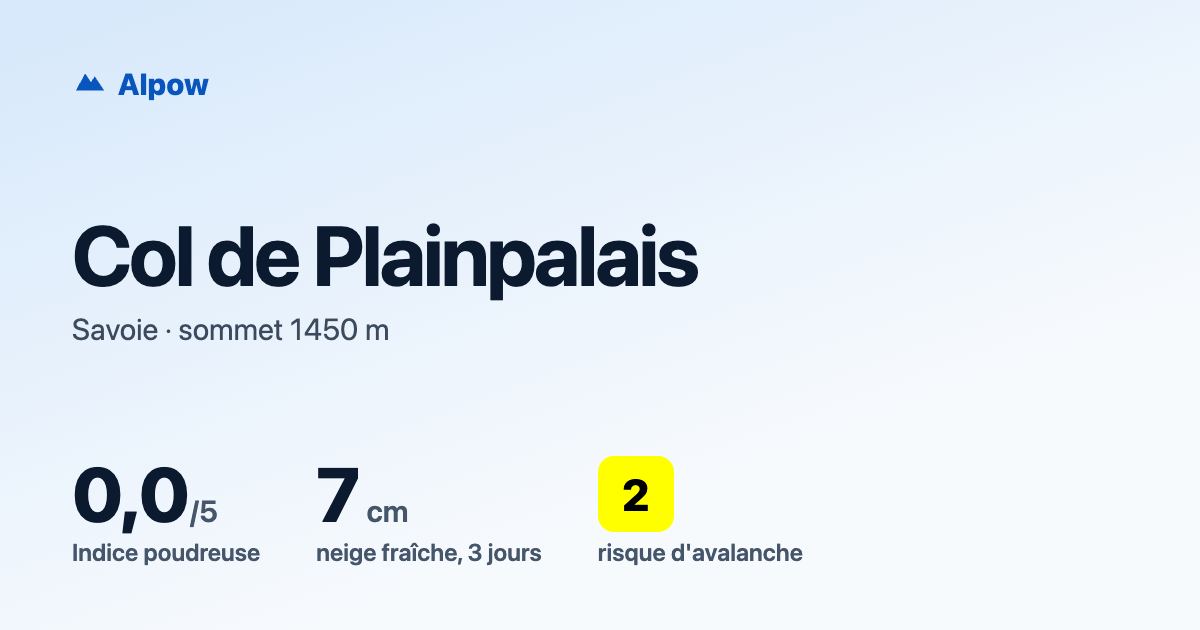 Alpow
Col de Plainpalais
Savoie · sommet 1450 m
0,0/5
Indice poudreuse
7 cm
neige fraîche, 3 jours
2
risque d'avalanche